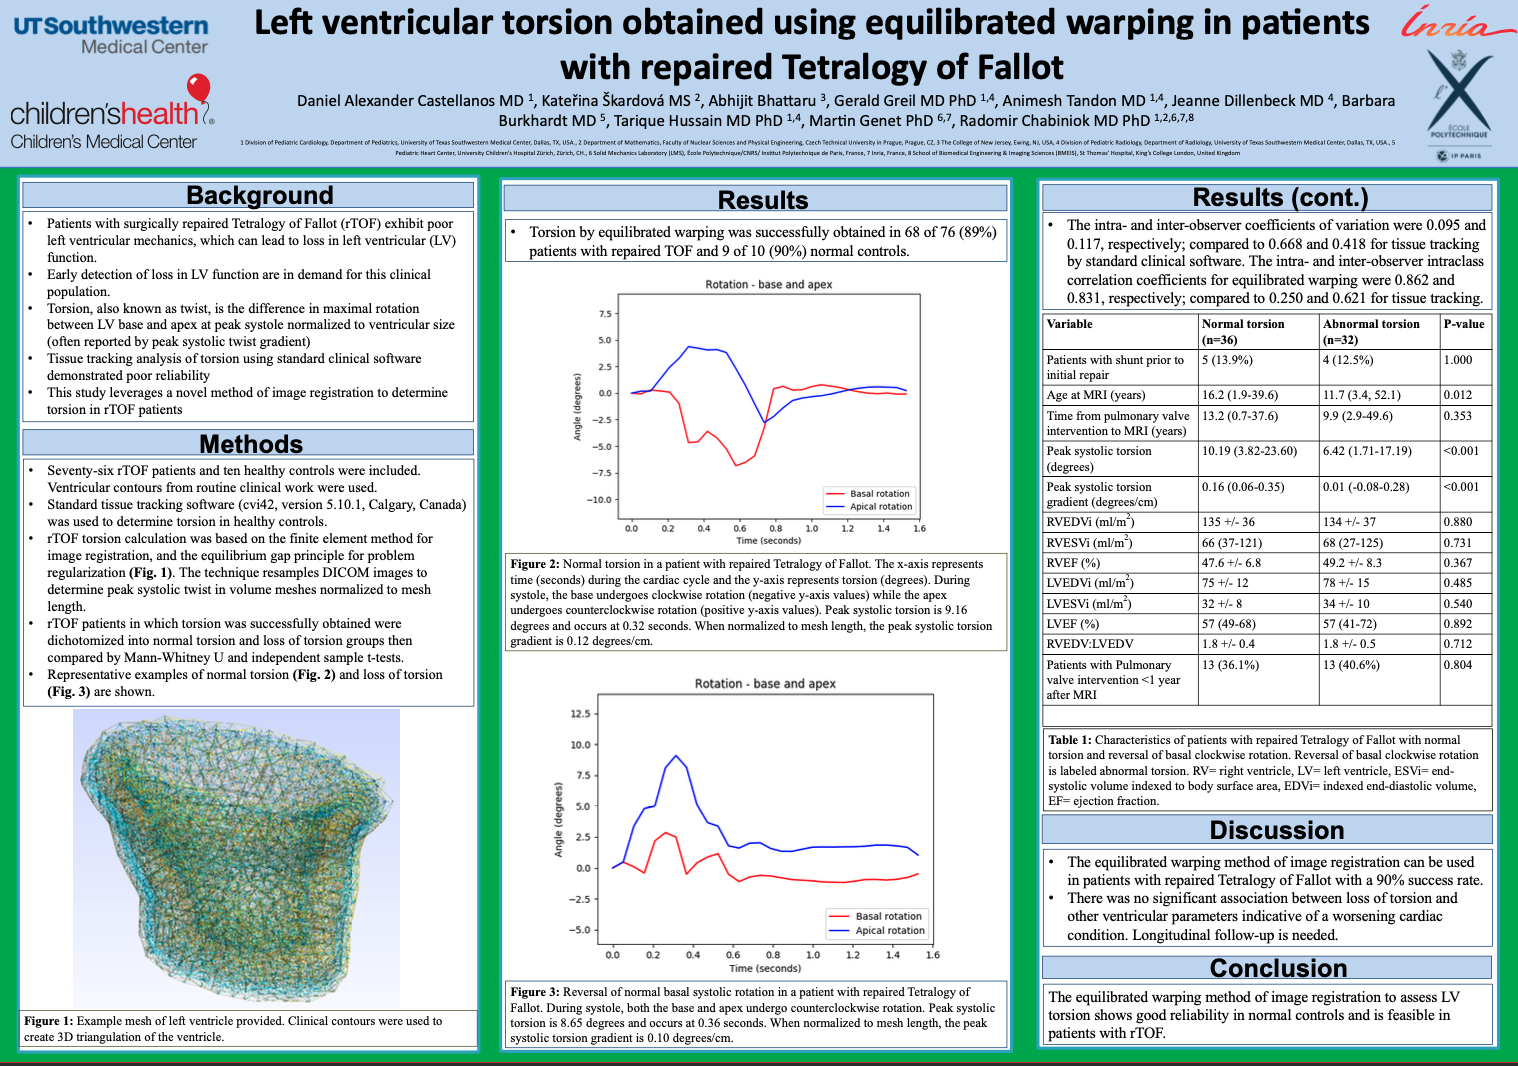 UTSouthwestern
Medical Center
children'shealth®
Children's Medical Center
Left ventricular torsion obtained using equilibrated warping in patients
with repaired Tetralogy of Fallot
Daniel Alexander Castellanos MD 1, Kateřina Škardová MS 2, Abhijit Bhattaru 3, Gerald Greil MD PhD 1,4, Animesh Tandon MD 1,4, Jeanne Dillenbeck MD 4, Barbara
Burkhardt MD 5, Tarique Hussain MD PhD 1,4, Martin Genet PhD 6,7, Radomir Chabiniok MD PhD 1,2,6,7,8
1 Division of Pediatric Cardiology, Department of Pediatrics, University of Texas Southwestern Medical Center, Dallas, TX, USA., 2 Department of Mathematics, Faculty of Nuclear Sciences and Physical Engineering, Czech Technical University in Prague, Prague, CZ, 3 The College of New Jersey, Ewing, NJ, USA, 4 Division of Pediatric Radiology, Department of Radiology, University of Texas Southwestern Medical Center, Dallas, TX, USA., 5
Pediatric Heart Center, University Children's Hospital Zürich, Zürich, CH., 6 Solid Mechanics Laboratory (LMS), École Polytechnique/CNRS/ Institut Polytechnique de Paris, France, 7 Inria, France, 8 School of Biomedical Engineering & Imaging Sciences (BMEIS), St Thomas' Hospital, King's College London, United Kingdom
Inria
l'X
ÉCOLE
POLYTECHNIQUE
IP PARIS
Background
• Patients with surgically repaired Tetralogy of Fallot (rTOF) exhibit poor
left ventricular mechanics, which can lead to loss in left ventricular (LV)
function.
• Early detection of loss in LV function are in demand for this clinical
population.
• Torsion, also known as twist, is the difference in maximal rotation
between LV base and apex at peak systole normalized to ventricular size
(often reported by peak systolic twist gradient)
• Tissue tracking analysis of torsion using standard clinical software
demonstrated poor reliability
• This study leverages a novel method of image registration to determine
torsion in rTOF patients
Methods
• Seventy-six rTOF patients and ten healthy controls were included.
Ventricular contours from routine clinical work were used.
• Standard tissue tracking software (cvi42, version 5.10.1, Calgary, Canada)
was used to determine torsion in healthy controls.
• rTOF torsion calculation was based on the finite element method for
image registration, and the equilibrium gap principle for problem
regularization (Fig. 1). The technique resamples DICOM images to
determine peak systolic twist in volume meshes normalized to mesh
length.
• rTOF patients in which torsion was successfully obtained were
dichotomized into normal torsion and loss of torsion groups then
compared by Mann-Whitney U and independent sample t-tests.
• Representative examples of normal torsion (Fig. 2) and loss of torsion
(Fig. 3) are shown.
Figure 1: Example mesh of left ventricle provided. Clinical contours were used to
create 3D triangulation of the ventricle.
Results
• Torsion by equilibrated warping was successfully obtained in 68 of 76 (89%)
patients with repaired TOF and 9 of 10 (90%) normal controls.
Rotation - base and apex
Angle (degrees)
7.5
5.0
2.5
0.0
−2.5
−5.0
−7.5
−10.0
Basal rotation
Apical rotation
0.0 0.2 0.4 0.6 0.8 1.0 1.2 1.4 1.6
Time (seconds)
Figure 2: Normal torsion in a patient with repaired Tetralogy of Fallot. The x-axis represents
time (seconds) during the cardiac cycle and the y-axis represents torsion (degrees). During
systole, the base undergoes clockwise rotation (negative y-axis values) while the apex
undergoes counterclockwise rotation (positive y-axis values). Peak systolic torsion is 9.16
degrees and occurs at 0.32 seconds. When normalized to mesh length, the peak systolic torsion
gradient is 0.12 degrees/cm.
Rotation - base and apex
Angle (degrees)
12.5
10.0
7.5
5.0
2.5
0.0
−2.5
−5.0
Basal rotation
Apical rotation
0.0 0.2 0.4 0.6 0.8 1.0 1.2 1.4 1.6
Time (seconds)
Figure 3: Reversal of normal basal systolic rotation in a patient with repaired Tetralogy of
Fallot. During systole, both the base and apex undergo counterclockwise rotation. Peak systolic
torsion is 8.65 degrees and occurs at 0.36 seconds. When normalized to mesh length, the peak
systolic torsion gradient is 0.10 degrees/cm.
Results (cont.)
• The intra- and inter-observer coefficients of variation were 0.095 and
0.117, respectively; compared to 0.668 and 0.418 for tissue tracking
by standard clinical software. The intra- and inter-observer intraclass
correlation coefficients for equilibrated warping were 0.862 and
0.831, respectively; compared to 0.250 and 0.621 for tissue tracking.
Variable Normal torsion Abnormal torsion P-value
(n=36) (n=32)
Patients with shunt prior to 5 (13.9%) 4 (12.5%) 1.000
initial repair
Age at MRI (years) 16.2 (1.9-39.6) 11.7 (3.4, 52.1) 0.012
Time from pulmonary valve 13.2 (0.7-37.6) 9.9 (2.9-49.6) 0.353
intervention to MRI (years)
Peak systolic torsion 10.19 (3.82-23.60) 6.42 (1.71-17.19) <0.001
(degrees)
Peak systolic torsion 0.16 (0.06-0.35) 0.01 (-0.08-0.28) <0.001
gradient (degrees/cm)
RVEDVi (ml/m2) 135 +/- 36 134 +/- 37 0.880
RVESVi (ml/m2) 66 (37-121) 68 (27-125) 0.731
RVEF (%) 47.6 +/- 6.8 49.2 +/- 8.3 0.367
LVEDVi (ml/m2) 75 +/- 12 78 +/- 15 0.485
LVESVi (ml/m2) 32 +/- 8 34 +/- 10 0.540
LVEF (%) 57 (49-68) 57 (41-72) 0.892
RVEDV:LVEDV 1.8 +/- 0.4 1.8 +/- 0.5 0.712
Patients with Pulmonary 13 (36.1%) 13 (40.6%) 0.804
valve intervention <1 year
after MRI
Table 1: Characteristics of patients with repaired Tetralogy of Fallot with normal
torsion and reversal of basal clockwise rotation. Reversal of basal clockwise rotation
is labeled abnormal torsion. RV= right ventricle, LV= left ventricle, ESVi= end-
systolic volume indexed to body surface area, EDVi= indexed end-diastolic volume,
EF= ejection fraction.
Discussion
• The equilibrated warping method of image registration can be used
in patients with repaired Tetralogy of Fallot with a 90% success rate.
• There was no significant association between loss of torsion and
other ventricular parameters indicative of a worsening cardiac
condition. Longitudinal follow-up is needed.
Conclusion
The equilibrated warping method of image registration to assess LV
torsion shows good reliability in normal controls and is feasible in
patients with rTOF.